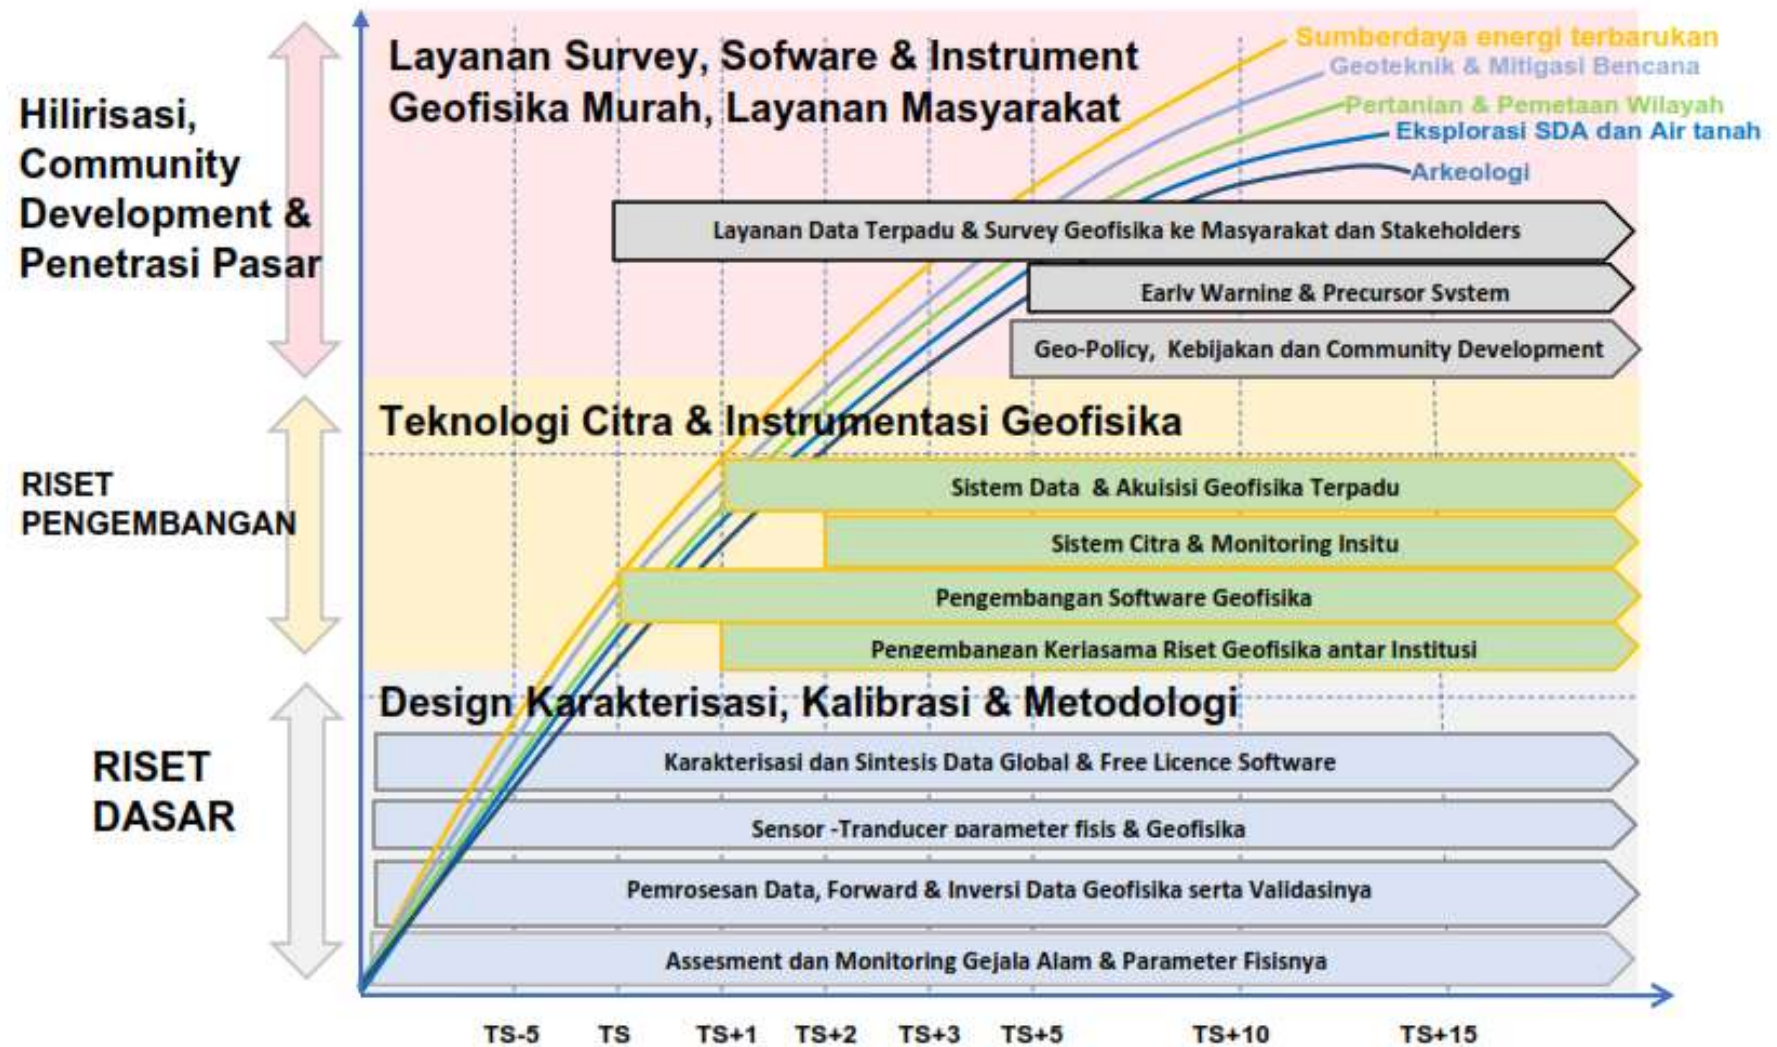 Layanan Survey, Sofware & Instrument
Geofisika Murah, Layanan Masyarakat
Sumberdaya energi terbarukan
Geoteknik & Mitigasi Bencana
Pertanian & Pemetaan Wilayah
Eksplorasi SDA dan Air tanah
Arkeologi
Hilirisasi,
Community
Development &
Penetrasi Pasar
Layanan Data Terpadu & Survey Geofisika ke Masyarakat dan Stakeholders
Early Warning & Precursor System
Geo-Policy, Kebijakan dan Community Development
Teknologi Citra & Instrumentasi Geofisika
RISET
PENGEMBANGAN
Sistem Data & Akuisisi Geofisika Terpadu
Sistem Citra & Monitoring Insitu
Pengembangan Software Geofisika
Pengembangan Kerjasama Riset Geofisika antar Institusi
Design Karakterisasi, Kalibrasi & Metodologi
RISET
DASAR
Karakterisasi dan Sintesis Data Global & Free Licence Software
Sensor -Tranducer parameter fisis & Geofisika
Pemrosesan Data, Forward & Inversi Data Geofisika serta Validasinya
Assesment dan Monitoring Gejala Alam & Parameter Fisisnya
TS-5 TS TS+1 TS+2 TS+3 TS+5 TS+10 TS+15